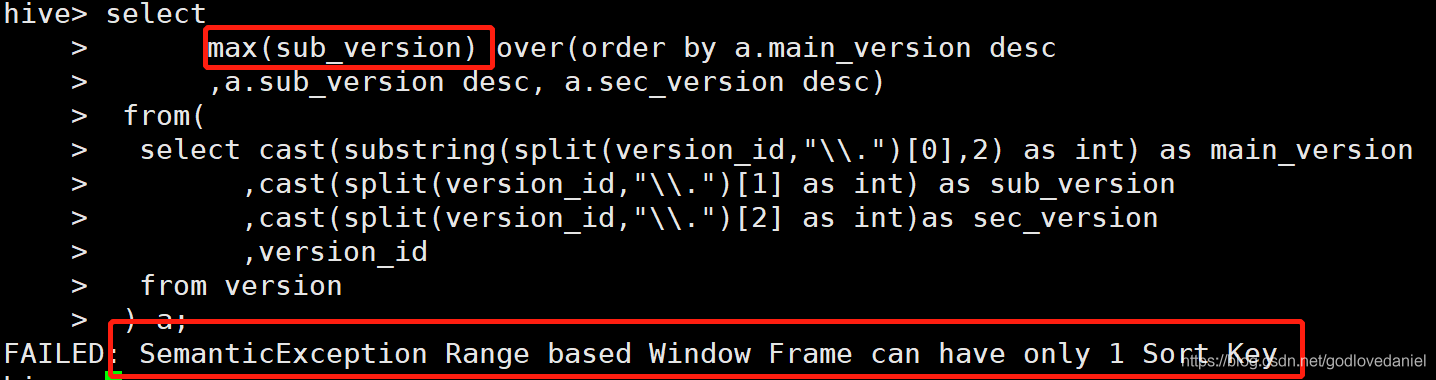 hive> select
    >       max(sub_version) over(order by a.main_version desc
    >       ,a.sub_version desc, a.sec_version desc)
    >  from(
    >   select cast(substring(split(version_id,"\\.")[0],2) as int) as main_version
    >         ,cast(split(version_id,"\\.")[1] as int) as sub_version
    >         ,cast(split(version_id,"\\.")[2] as int)as sec_version
    >         ,version_id
    >   from version
    >  ) a;
FAILED: SemanticException Range based Window Frame can have only 1 Sort Key
https://blog.csdn.net/godlovedaniel
hive>